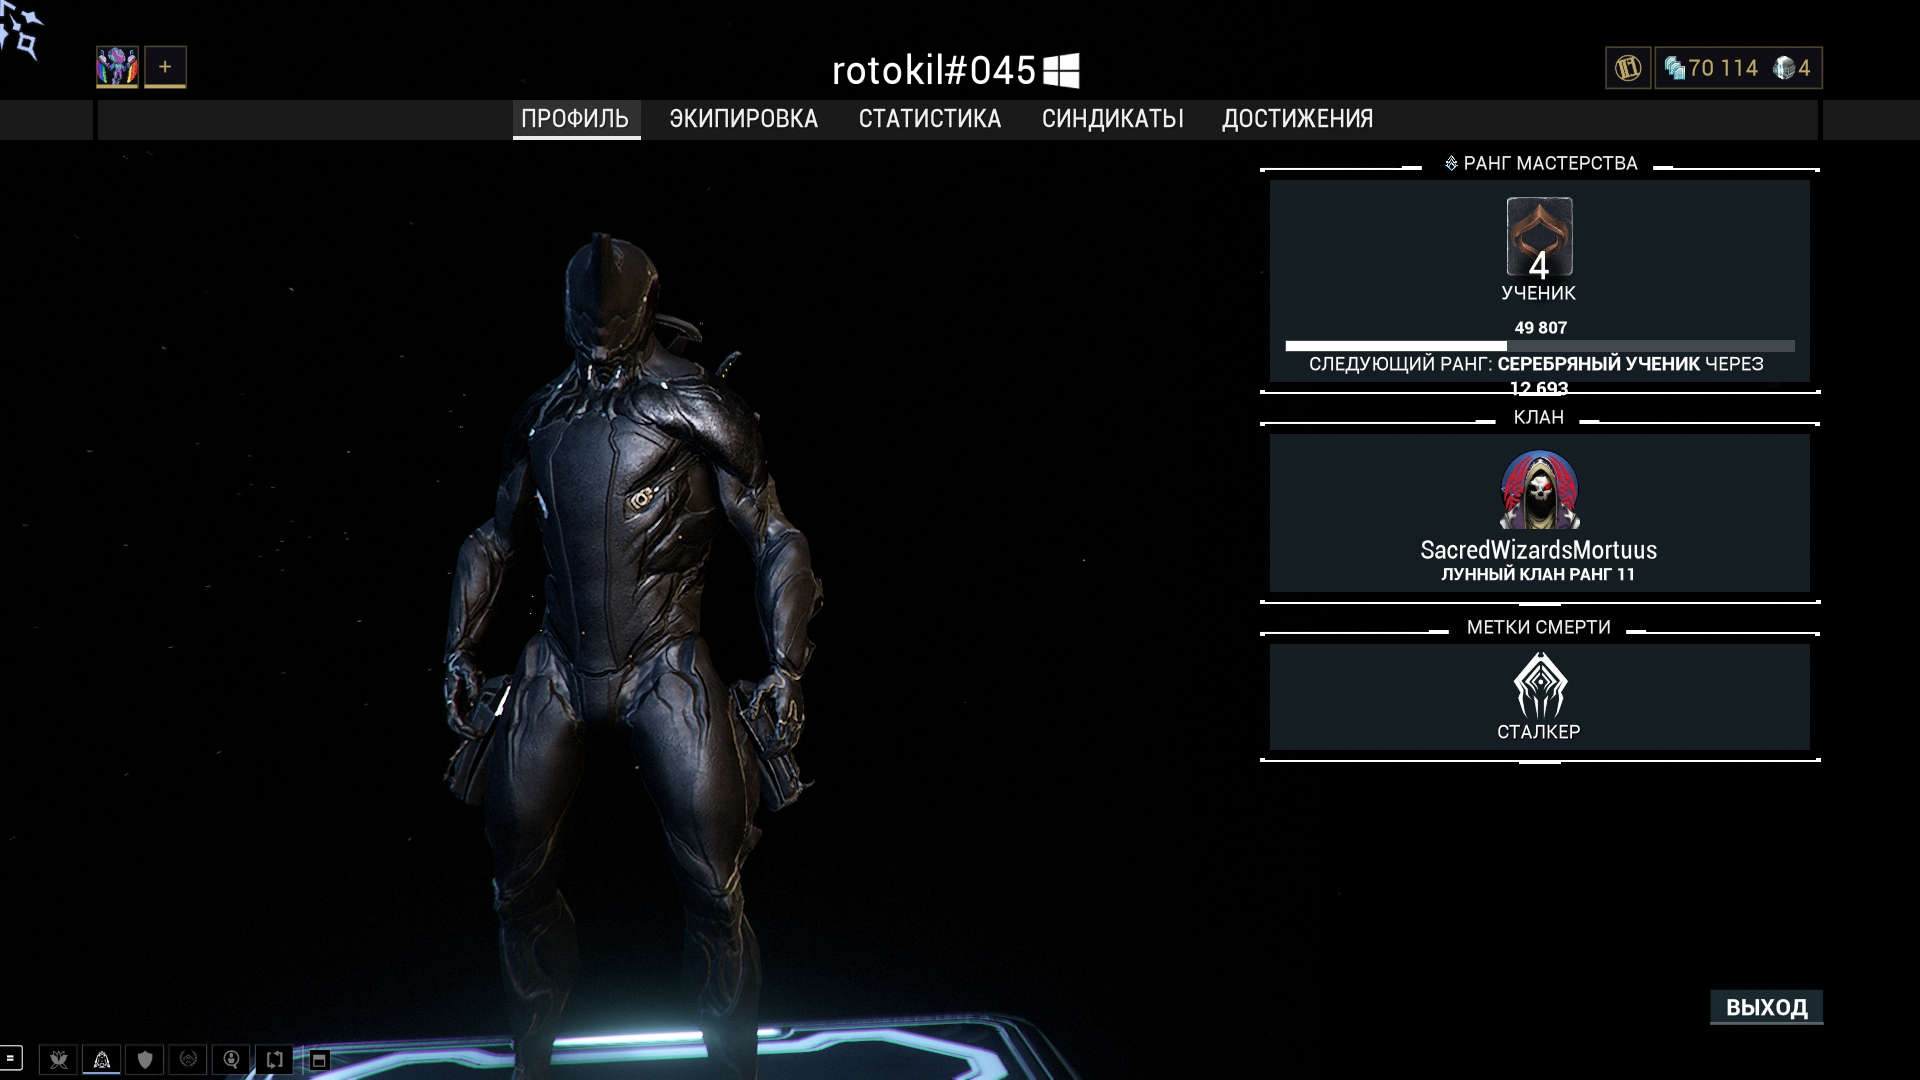 rotokil#045
70 114 4
ПРОФИЛЬ ЭКИПИРОВКА СТАТИСТИКА СИНДИКАТЫ ДОСТИЖЕНИЯ
РАНГ МАСТЕРСТВА
4
УЧЕНИК
49 807
СЛЕДУЮЩИЙ РАНГ: СЕРЕБРЯНЫЙ УЧЕНИК ЧЕРЕЗ
12 693
КЛАН
SacredWizardsMortuus
ЛУННЫЙ КЛАН РАНГ 11
МЕТКИ СМЕРТИ
СТАЛКЕР
ВЫХОД